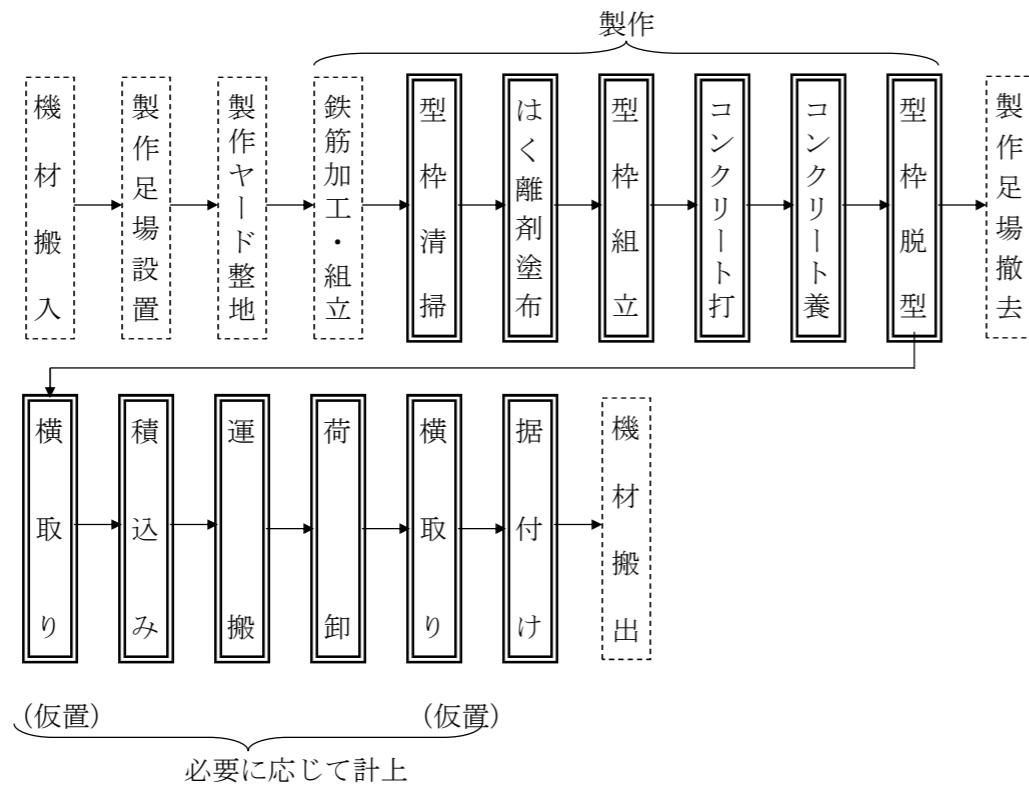 製作
機材搬入
製作足場設置
製作ヤード整地
鉄筋加工・組立
型枠清掃
はく離剤塗布
型枠組立
コンクリート打
コンクリート養
型枠脱型
製作足場撤去
横取り
積込み
運搬
荷卸
横取り
据付け
機材搬出
(仮置)
(仮置)
必要に応じて計上